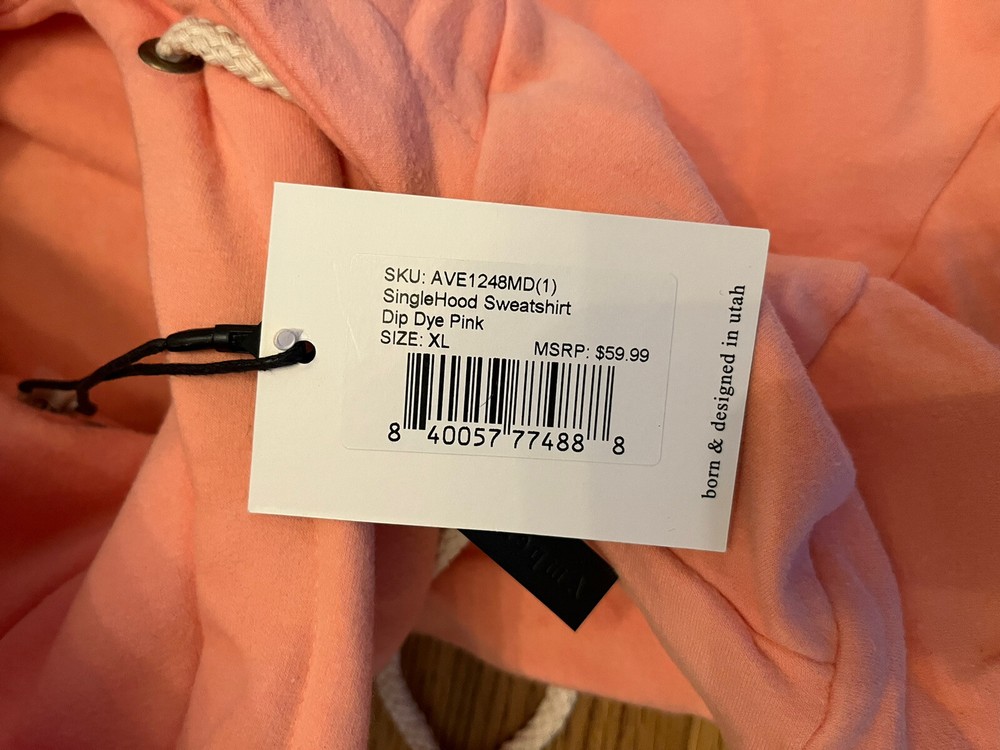 SKU: AVE1248MD(1)
SingleHood Sweatshirt
Dip Dye Pink
SIZE: XL
MSRP: $59.99
8 40057 77488 8
born & designed in utah